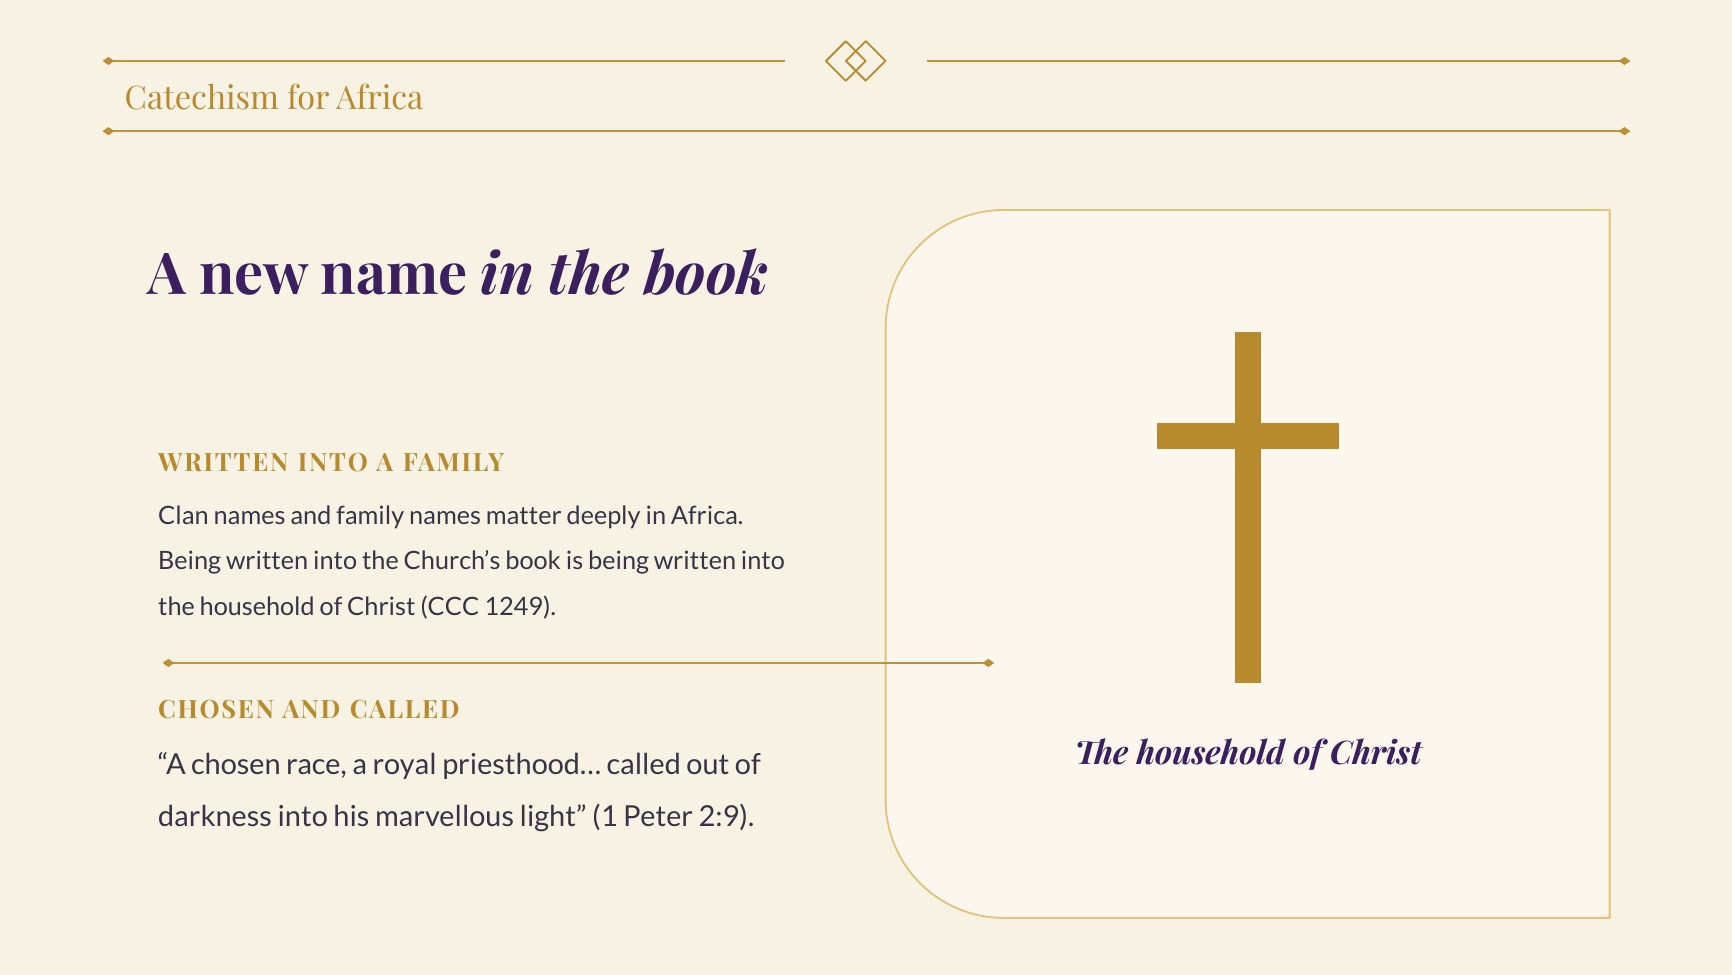 Catechism for Africa
A new name in the book
WRITTEN INTO A FAMILY
Clan names and family names matter deeply in Africa.
Being written into the Church’s book is being written into
the household of Christ (CCC 1249).
CHOSEN AND CALLED
“A chosen race, a royal priesthood… called out of
darkness into his marvellous light” (1 Peter 2:9).
The household of Christ